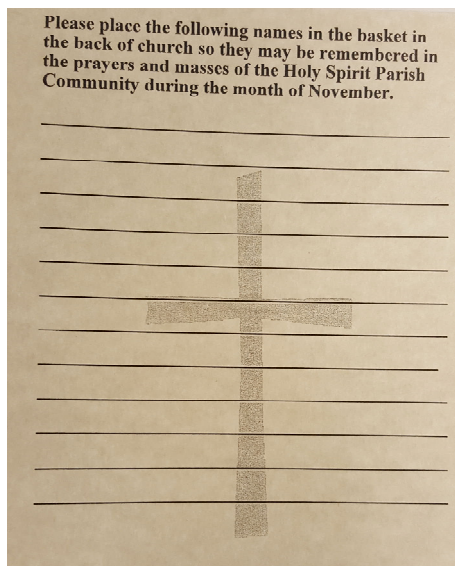 Please place the following names in the basket in
the back of church so they may be remembered in
the prayers and masses of the Holy Spirit Parish
Community during the month of November.